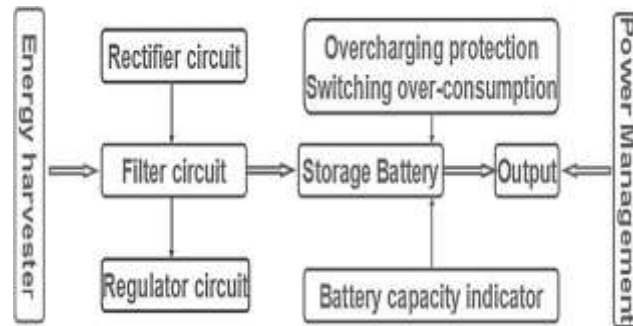 Energy harvester
Rectifier circuit
Filter circuit
Regulator circuit
Overcharging protection
Switching over-consumption
Storage Battery
Output
Battery capacity indicator
Power Management